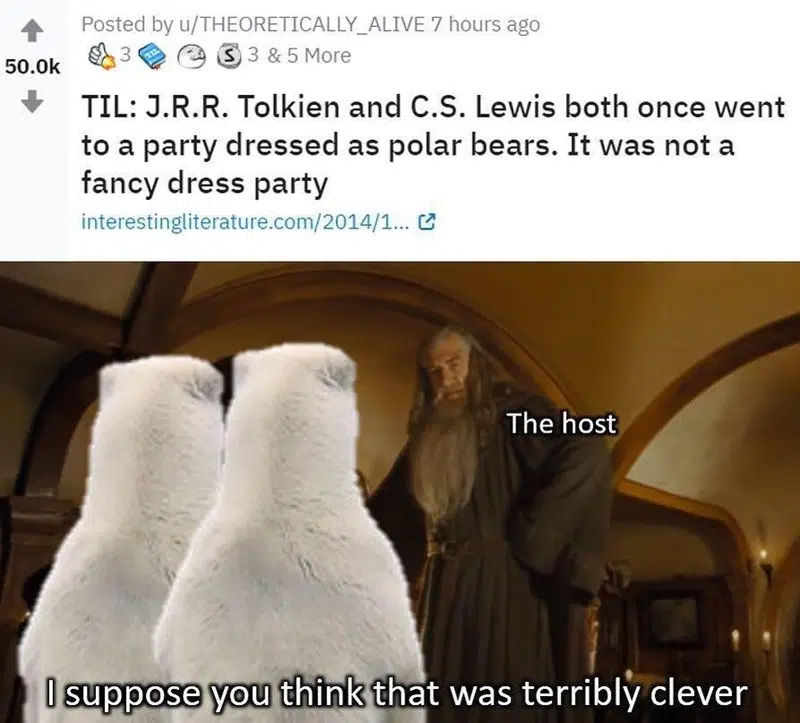 Posted by u/THEORETICALLY_ALIVE 7 hours ago
50.0k
3 S 3 & 5 More
TIL: J.R.R. Tolkien and C.S. Lewis both once went
to a party dressed as polar bears. It was not a
fancy dress party
interestingliterature.com/2014/1...
The host
I suppose you think that was terribly clever